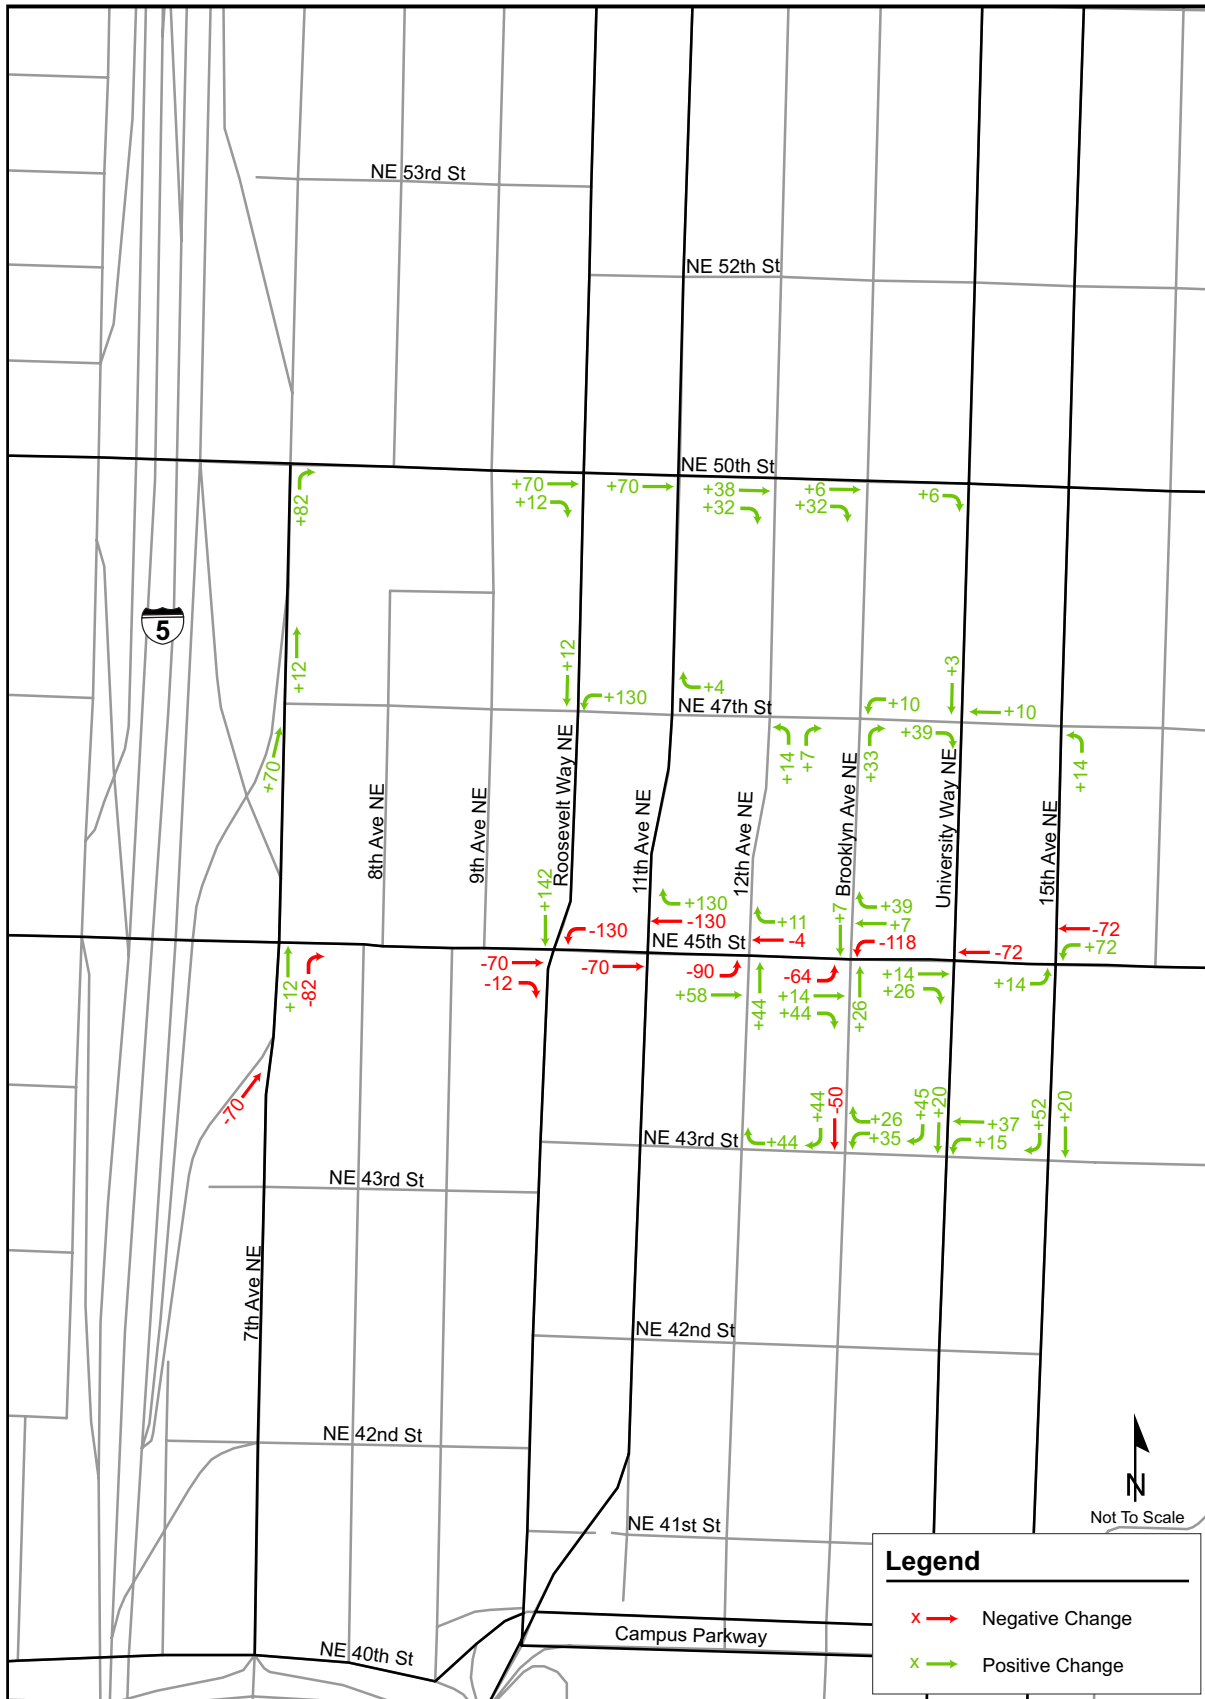 NE 53rd St
NE 52th St
NE 50th St
+82
+70
+12
+70
+38
+32
+6
+32
+6
5
+12
+12
+130
+4
NE 47th St
+10
+3
+10
+70
+14
+7
+33
+39
+14
8th Ave NE
9th Ave NE
Roosevelt Way NE
11th Ave NE
12th Ave NE
Brooklyn Ave NE
University Way NE
15th Ave NE
+142
-130
+130
-130
NE 45th St
+11
-4
+7
+39
+7
-118
-72
-72
+72
+12
-82
-70
-12
-70
-90
+58
+44
-64
+14
+44
+26
+14
+26
+14
-70
NE 43rd St
+44
+44
-50
+26
+35
+45
+20
+37
+15
+52
+20
NE 43rd St
7th Ave NE
NE 42nd St
NE 42nd St
NE 41st St
N
Not To Scale
Campus Parkway
NE 40th St
Legend
x Negative Change
x Positive Change